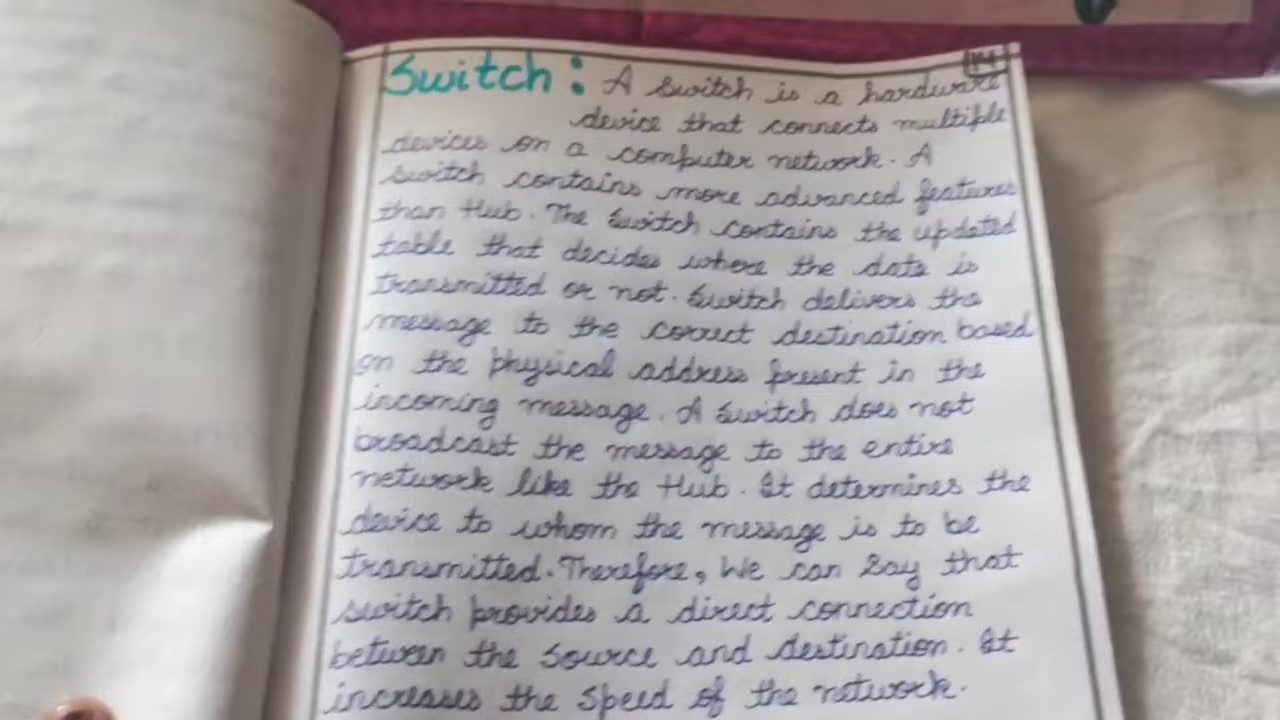 14
Switch : A Switch is a hardware
device that connects multiple
devices on a computer network. A
switch contains more advanced features
than Hub. The Switch contains the updated
table that decides where the data is
transmitted or not. Switch delivers the
message to the correct destination based
on the physical address present in the
incoming message. A Switch does not
broadcast the message to the entire
network like the Hub. It determines the
device to whom the message is to be
transmitted. Therefore, We can Say that
switch provides a direct connection
between the Source and destination. It
increases the Speed of the network.